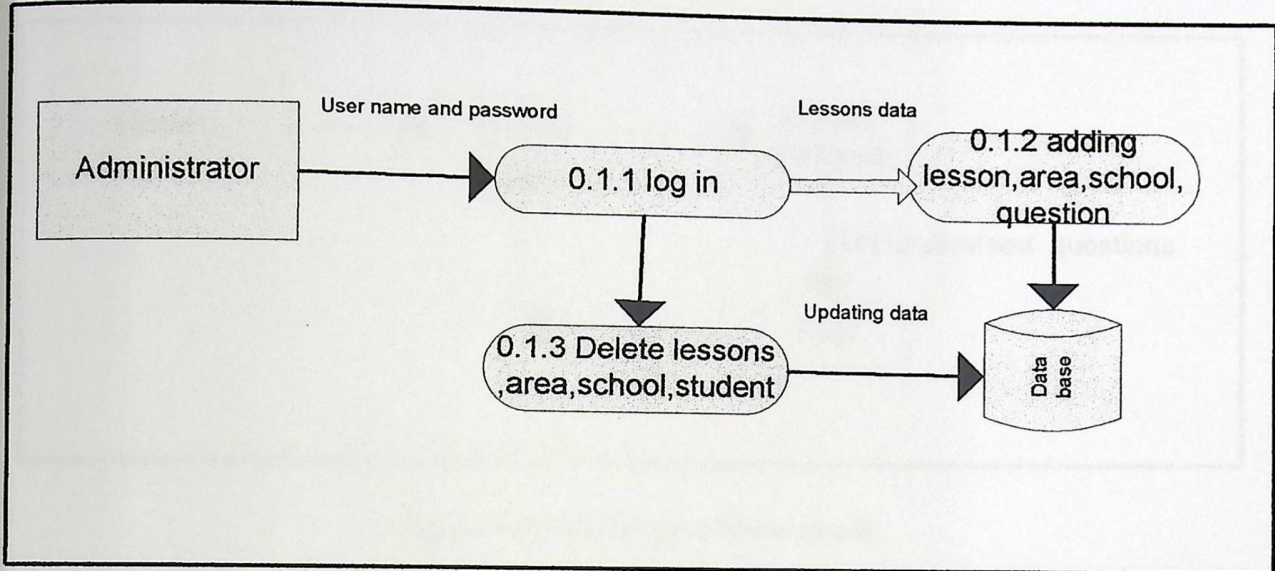 User name and password
Lessons data
Administrator
0.1.1 log in
0.1.2 adding
lesson,area,school,
question
Updating data
0.1.3 Delete lessons
,area,school,student
Data
base